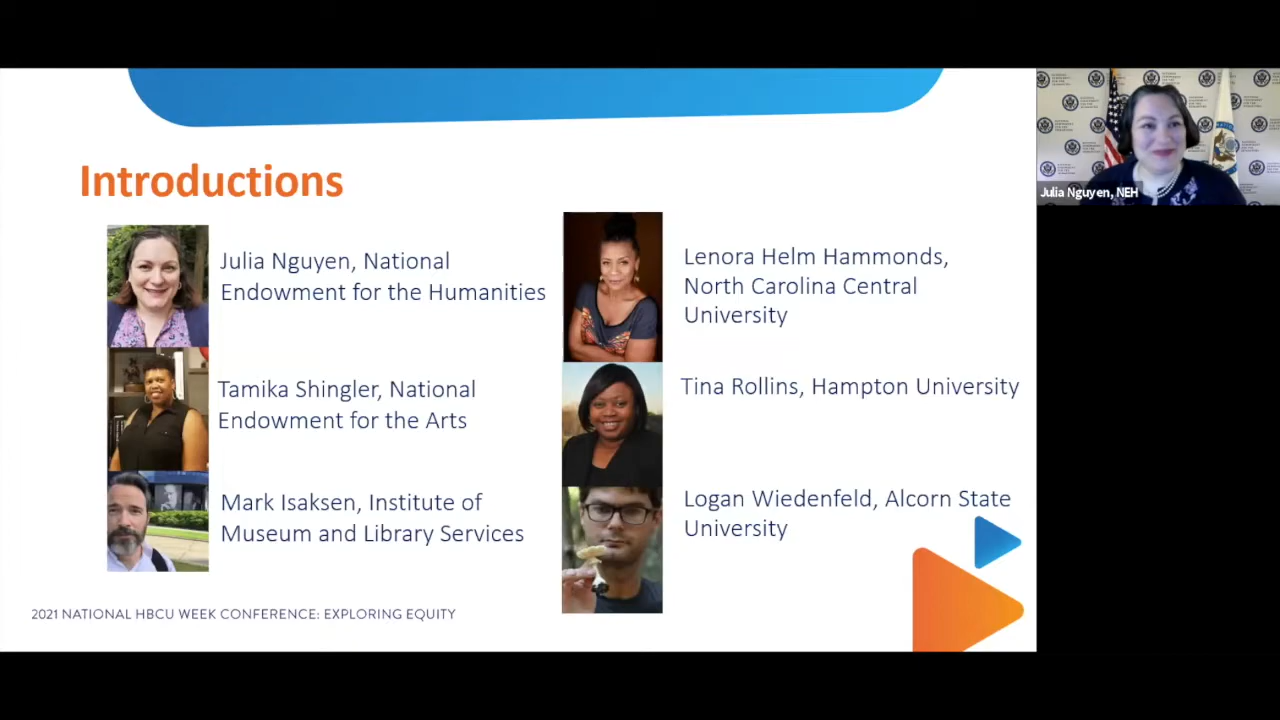 Introductions
Julia Nguyen, National
Endowment for the Humanities
Tamika Shingler, National
Endowment for the Arts
Mark Isaksen, Institute of
Museum and Library Services
Lenora Helm Hammonds,
North Carolina Central
University
Tina Rollins, Hampton University
Logan Wiedenfeld, Alcorn State
University
2021 NATIONAL HBCU WEEK CONFERENCE: EXPLORING EQUITY
Julia Nguyen, NEH